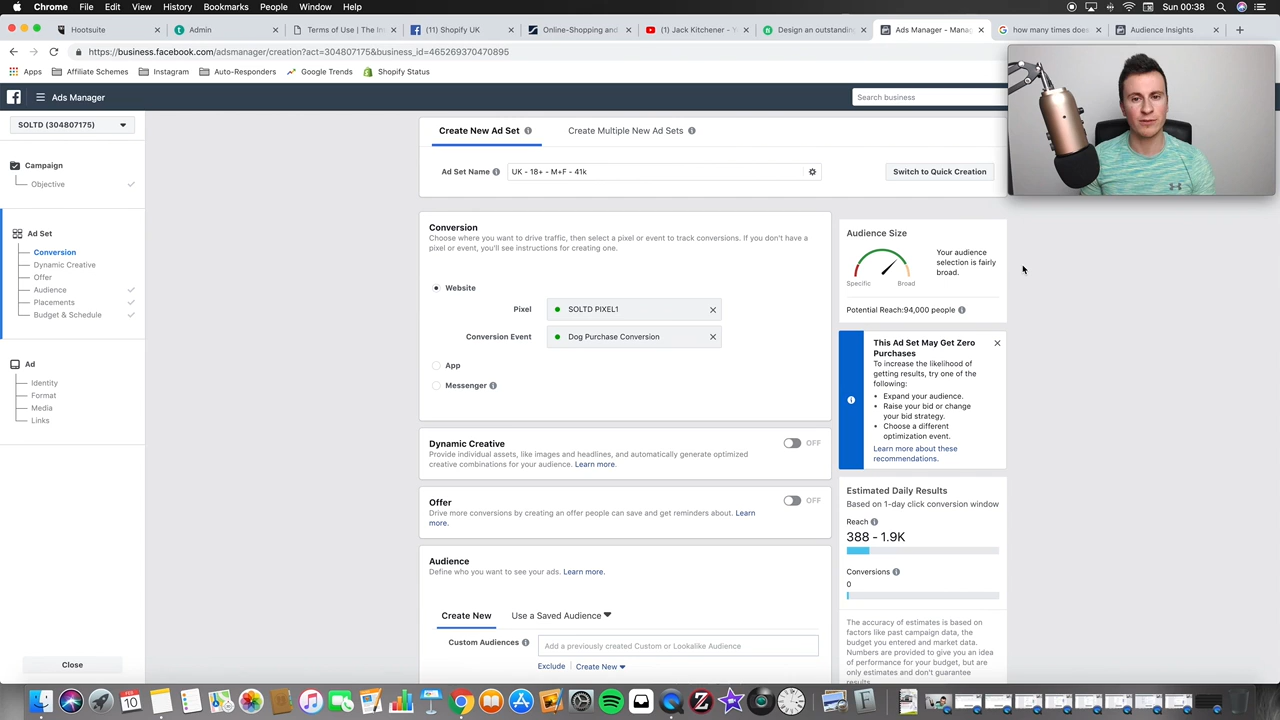 Chrome File Edit View History Bookmarks People Window Help
Sun 00:38
Hootsuite
Admin
Terms of Use | The Im
(11) Shopify UK
Online-Shopping and
(1) Jack Kitchener - Y
Design an outstandin
Ads Manager - Manag
how many times does
Audience Insights
https://business.facebook.com/adsmanager/creation?act=304807175&business_id=465269370470895
Apps Affiliate Schemes Instagram Auto-Responders Google Trends Shopify Status
Ads Manager
Search business
SOLTD (304807175)
Campaign
Objective
Ad Set
Conversion
Dynamic Creative
Offer
Audience
Placements
Budget & Schedule
Ad
Identity
Format
Media
Links
Close
Create New Ad Set
Create Multiple New Ad Sets
Ad Set Name
UK - 18+ - M+F - 41k
Switch to Quick Creation
Conversion
Choose where you want to drive traffic, then select a pixel or event to track conversions. If you don't have a
pixel or event, you'll see instructions for creating one.
Website
Pixel
SOLTD PIXEL1
Conversion Event
Dog Purchase Conversion
App
Messenger
Dynamic Creative
OFF
Provide individual assets, like images and headlines, and automatically generate optimized
creative combinations for your audience. Learn more.
Offer
OFF
Drive more conversions by creating an offer people can save and get reminders about. Learn
more.
Audience
Define who you want to see your ads. Learn more.
Create New
Use a Saved Audience
Custom Audiences
Add a previously created Custom or Lookalike Audience
Exclude
Create New
Audience Size
Your audience
selection is fairly
broad.
Specific
Broad
Potential Reach:94,000 people
This Ad Set May Get Zero
Purchases
To increase the likelihood of
getting results, try one of the
following:
Expand your audience.
Raise your bid or change
your bid strategy.
Choose a different
optimization event.
Learn more about these
recommendations.
Estimated Daily Results
Based on 1-day click conversion window
Reach
388 - 1.9K
Conversions
0
The accuracy of estimates is based on
factors like past campaign data, the
budget you entered and market data.
Numbers are provided to give you an idea
of performance for your budget, but are
only estimates and don't guarantee
results.
FEB
10